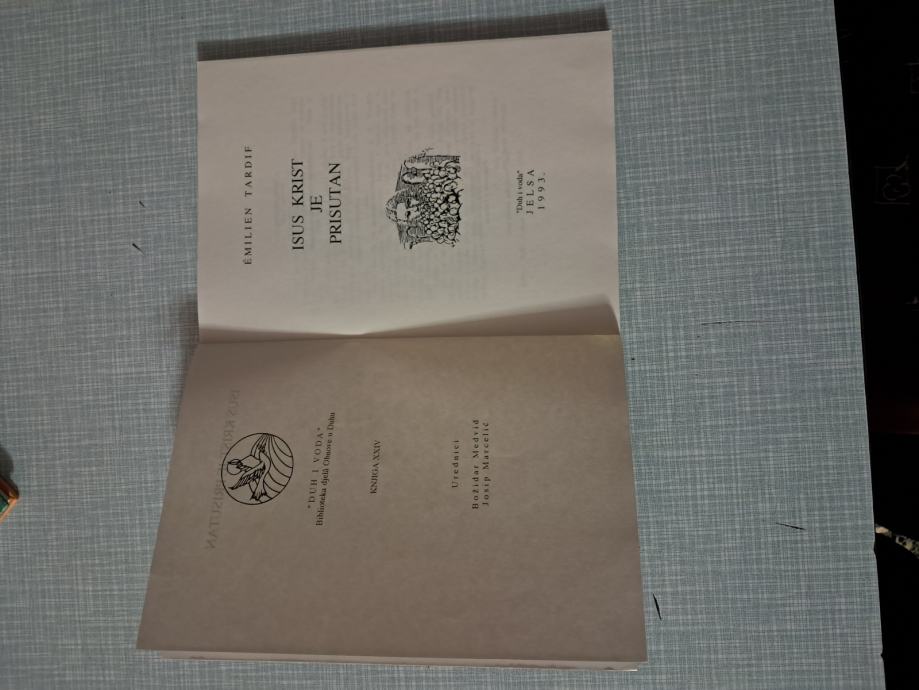 "DUH I VODA"
Biblioteka djelâ Obnove u Duhu
KNJIGA XXIV
Urednici
Božidar Medvid
Josip Marcelić
ÉMILIEN TARDIF
ISUS KRIST
JE
PRISUTAN
"Duh i voda"
JELSA
1993.